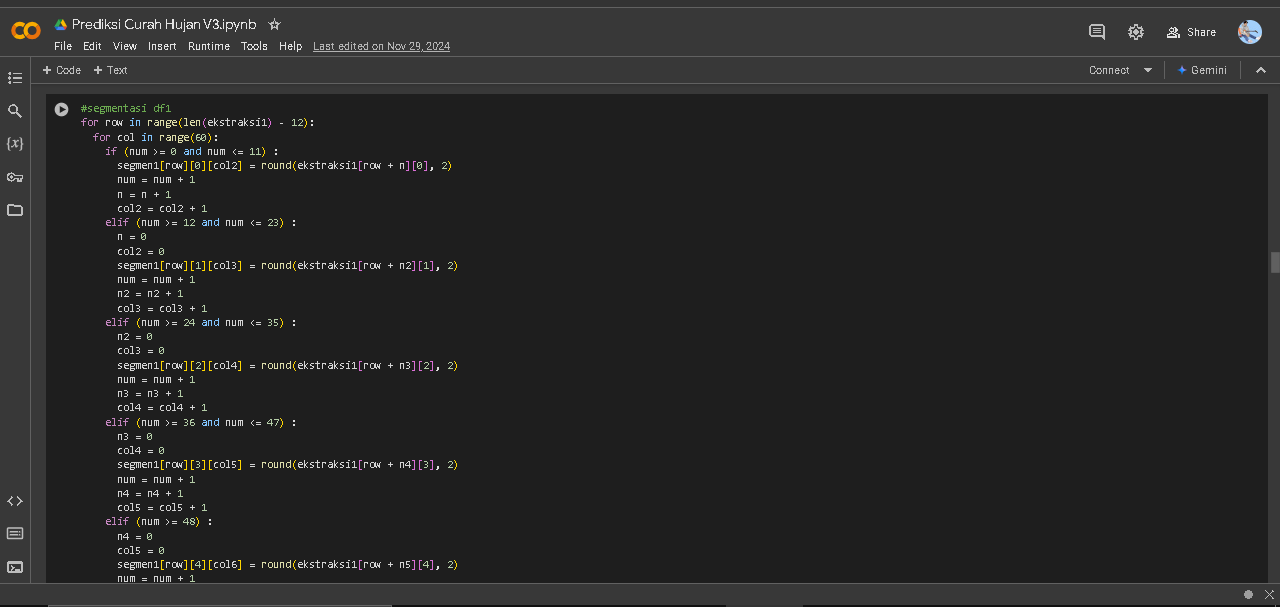 Prediksi Curah Hujan V3.ipynb
File Edit View Insert Runtime Tools Help Last edited on Nov 29, 2024
Share
+ Code + Text
Connect
Gemini
#segmentasi df1
for row in range(len(ekstraksi1) - 12):
  for col in range(60):
    if (num >= 0 and num <= 11) :
      segmen1[row][0][col2] = round(ekstraksi1[row + n][0], 2)
      num = num + 1
      n = n + 1
      col2 = col2 + 1
    elif (num >= 12 and num <= 23) :
      n = 0
      col2 = 0
      segmen1[row][1][col3] = round(ekstraksi1[row + n2][1], 2)
      num = num + 1
      n2 = n2 + 1
      col3 = col3 + 1
    elif (num >= 24 and num <= 35) :
      n2 = 0
      col3 = 0
      segmen1[row][2][col4] = round(ekstraksi1[row + n3][2], 2)
      num = num + 1
      n3 = n3 + 1
      col4 = col4 + 1
    elif (num >= 36 and num <= 47) :
      n3 = 0
      col4 = 0
      segmen1[row][3][col5] = round(ekstraksi1[row + n4][3], 2)
      num = num + 1
      n4 = n4 + 1
      col5 = col5 + 1
    elif (num >= 48) :
      n4 = 0
      col5 = 0
      segmen1[row][4][col6] = round(ekstraksi1[row + n5][4], 2)
      num = num + 1